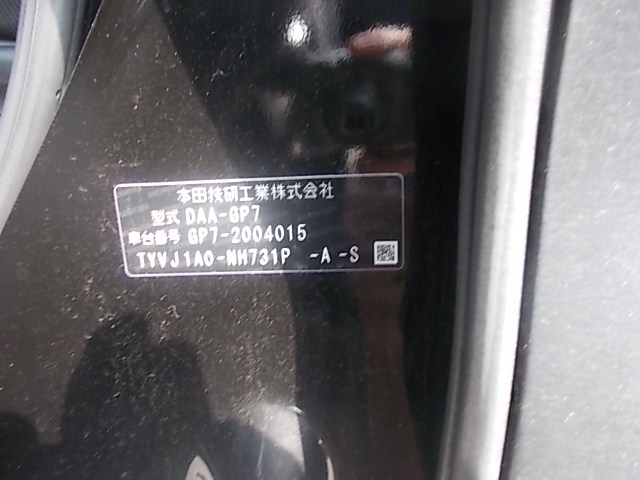 本田技研工業株式会社
型式 DAA-GP7
車台番号 GP7-2004015
TYVJ1A0-NH731P -A -S